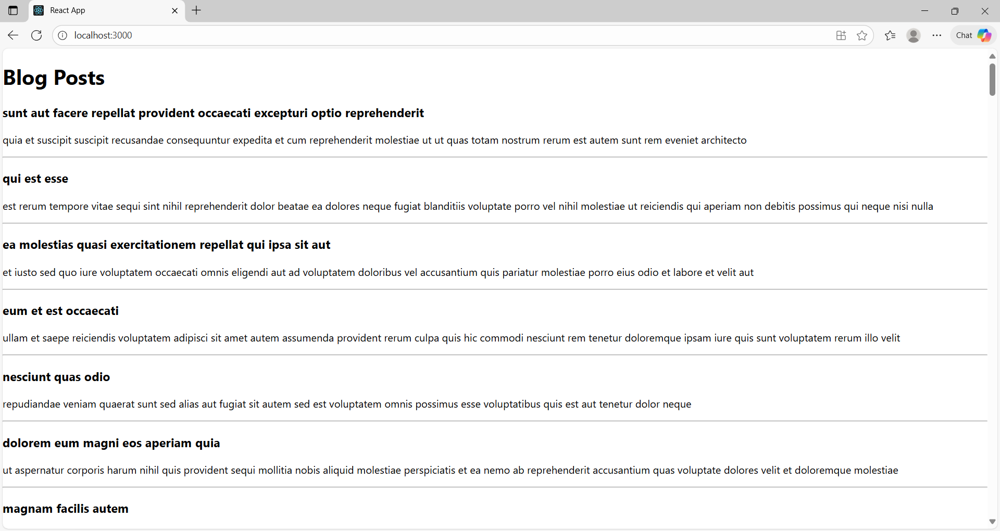 React App
localhost:3000
Chat
Blog Posts
sunt aut facere repellat provident occaecati excepturi optio reprehenderit
quia et suscipit suscipit recusandae consequuntur expedita et cum reprehenderit molestiae ut ut quas totam nostrum rerum est autem sunt rem eveniet architecto
qui est esse
est rerum tempore vitae sequi sint nihil reprehenderit dolor beatae ea dolores neque fugiat blanditiis voluptate porro vel nihil molestiae ut reiciendis qui aperiam non debitis possimus qui neque nisi nulla
ea molestias quasi exercitationem repellat qui ipsa sit aut
et iusto sed quo iure voluptatem occaecati omnis eligendi aut ad voluptatem doloribus vel accusantium quis pariatur molestiae porro eius odio et labore et velit aut
eum et est occaecati
ullam et saepe reiciendis voluptatem adipisci sit amet autem assumenda provident rerum culpa quis hic commodi nesciunt rem tenetur doloremque ipsam iure quis sunt voluptatem rerum illo velit
nesciunt quas odio
repudiandae veniam quaerat sunt sed alias aut fugiat sit autem sed est voluptatem omnis possimus esse voluptatibus quis est aut tenetur dolor neque
dolorem eum magni eos aperiam quia
ut aspernatur corporis harum nihil quis provident sequi mollitia nobis aliquid molestiae perspiciatis et ea nemo ab reprehenderit accusantium quas voluptate dolores velit et doloremque molestiae
magnam facilis autem